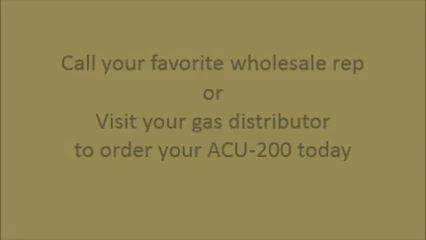 Call your favorite wholesale rep
or
Visit your gas distributor
to order your ACU-200 today